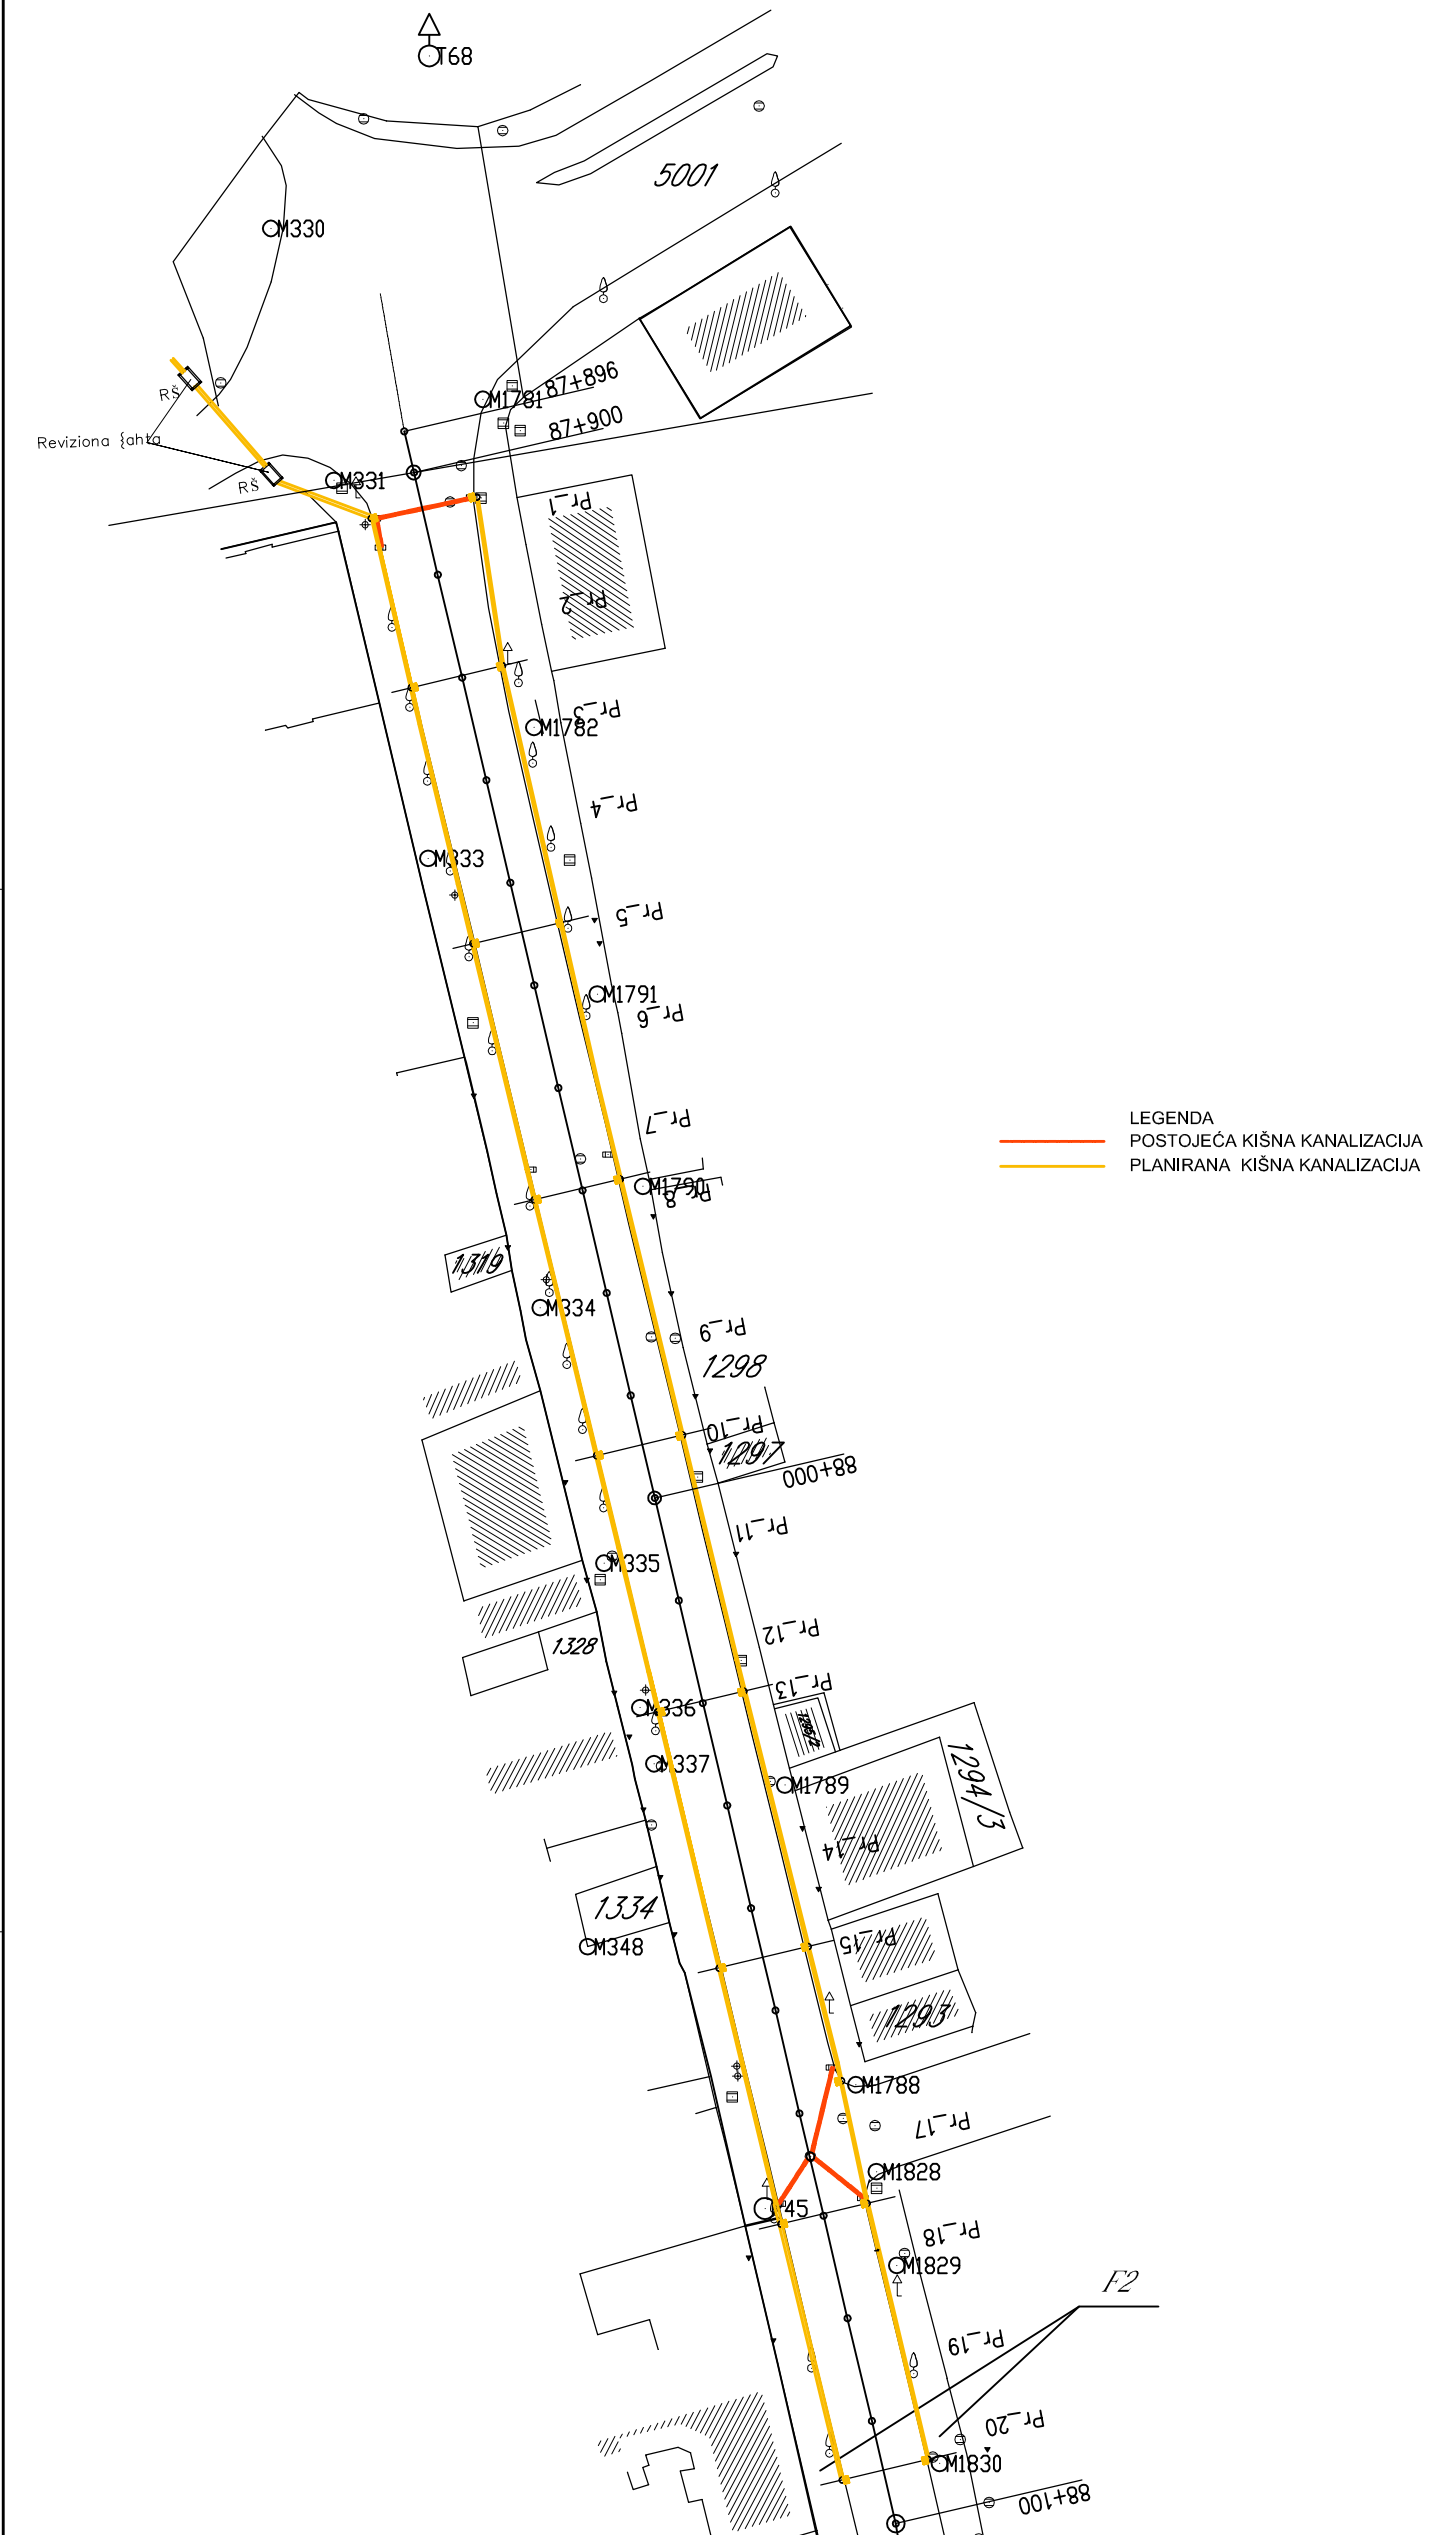 T68
5001
M330
87+896
M1781
RŠ
87+900
Reviziona {ahta
M331
RŠ
Pr_1
Pr_2
Pr_3
M1782
Pr_4
M333
Pr_5
M1791
Pr_6
LEGENDA
POSTOJEĆA KIŠNA KANALIZACIJA
PLANIRANA KIŠNA KANALIZACIJA
Pr_7
M1790
Pr_8
1319
M334
Pr_9
1298
Pr_10
1297
88+000
Pr_11
M335
Pr_12
1328
Pr_13
M336
1295/2
1294/3
M337
M1789
Pr_14
1334
Pr_15
M348
1293
M1788
Pr_17
M1828
45
Pr_18
M1829
F2
Pr_19
Pr_20
M1830
88+100